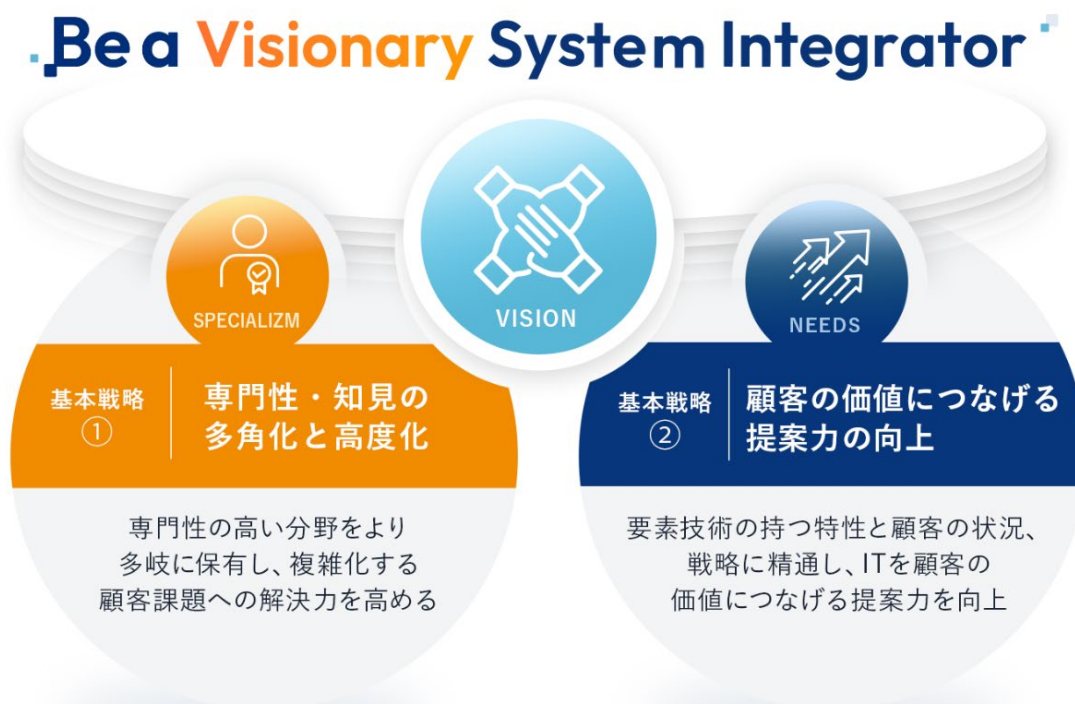 Be a Visionary System Integrator
SPECIALIZM
VISION
NEEDS
基本戦略
①
専門性・知見の
多角化と高度化
専門性の高い分野をより
多岐に保有し、複雑化する
顧客課題への解決力を高める
基本戦略
②
顧客の価値につなげる
提案力の向上
要素技術の持つ特性と顧客の状況、
戦略に精通し、ITを顧客の
価値につなげる提案力を向上